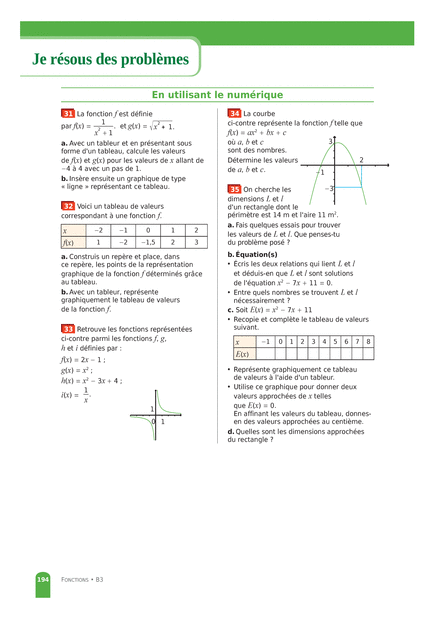 Je résous des problèmes
En utilisant le numérique
31 La fonction f est définie
par f(x) = 1/(x² + 1), et g(x) = √(x² + 1).
a. Avec un tableur et en présentant sous
forme d'un tableau, calcule les valeurs
de f(x) et g(x) pour les valeurs de x allant de
−4 à 4 avec un pas de 1.
b. Insère ensuite un graphique de type
« ligne » représentant ce tableau.
32 Voici un tableau de valeurs
correspondant à une fonction f.
x −2 −1 0 1 2
f(x) 1 −2 −1,5 2 3
a. Construis un repère et place, dans
ce repère, les points de la représentation
graphique de la fonction f déterminés grâce
au tableau.
b. Avec un tableur, représente
graphiquement le tableau de valeurs
de la fonction f.
33 Retrouve les fonctions représentées
ci-contre parmi les fonctions f, g,
h et i définies par :
f(x) = 2x − 1 ;
g(x) = x² ;
h(x) = x² − 3x + 4 ;
i(x) = 1/x.
1
0 1
34 La courbe
ci-contre représente la fonction f telle que
f(x) = ax² + bx + c
où a, b et c
sont des nombres.
Détermine les valeurs
de a, b et c.
3
2
−1
−3
35 On cherche les
dimensions L et l
d'un rectangle dont le
périmètre est 14 m et l'aire 11 m².
a. Fais quelques essais pour trouver
les valeurs de L et l. Que penses-tu
du problème posé ?
b. Équation(s)
• Écris les deux relations qui lient L et l
et déduis-en que L et l sont solutions
de l'équation x² − 7x + 11 = 0.
• Entre quels nombres se trouvent L et l
nécessairement ?
c. Soit E(x) = x² − 7x + 11
• Recopie et complète le tableau de valeurs
suivant.
x −1 0 1 2 3 4 5 6 7 8
E(x)
• Représente graphiquement ce tableau
de valeurs à l'aide d'un tableur.
• Utilise ce graphique pour donner deux
valeurs approchées de x telles
que E(x) = 0.
En affinant les valeurs du tableau, donnes-
en des valeurs approchées au centième.
d. Quelles sont les dimensions approchées
du rectangle ?
194 FONCTIONS • B3